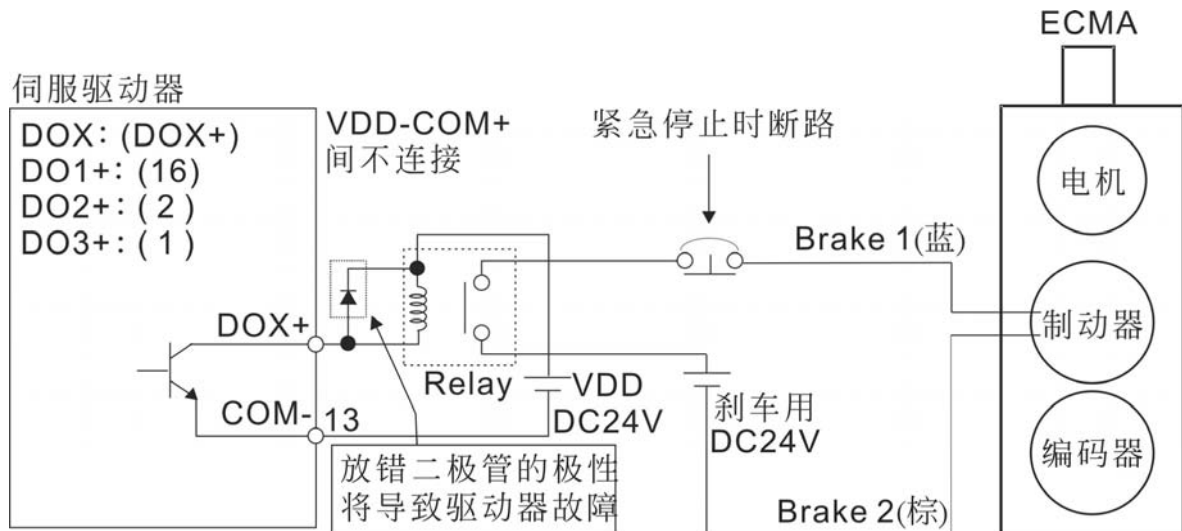 ECMA
伺服驱动器
DOX: (DOX+)
DO1+: (16)
DO2+: ( 2 )
DO3+: ( 1 )
VDD-COM+
间不连接
紧急停止时断路
电机
Brake 1(蓝)
DOX+
制动器
Relay
VDD
DC24V
COM-
13
刹车用
DC24V
编码器
放错二极管的极性
将导致驱动器故障
Brake 2(棕)